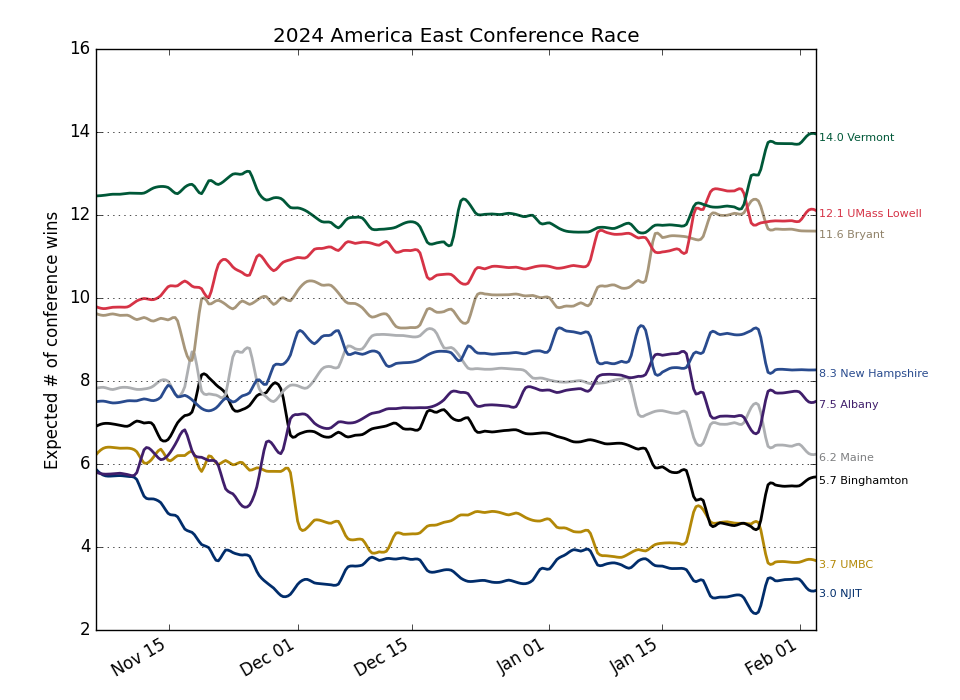 2024 America East Conference Race
Expected # of conference wins
16
14
12
10
8
6
4
2
14.0 Vermont
12.1 UMass Lowell
11.6 Bryant
8.3 New Hampshire
7.5 Albany
6.2 Maine
5.7 Binghamton
3.7 UMBC
3.0 NJIT
Nov 15
Dec 01
Dec 15
Jan 01
Jan 15
Feb 01